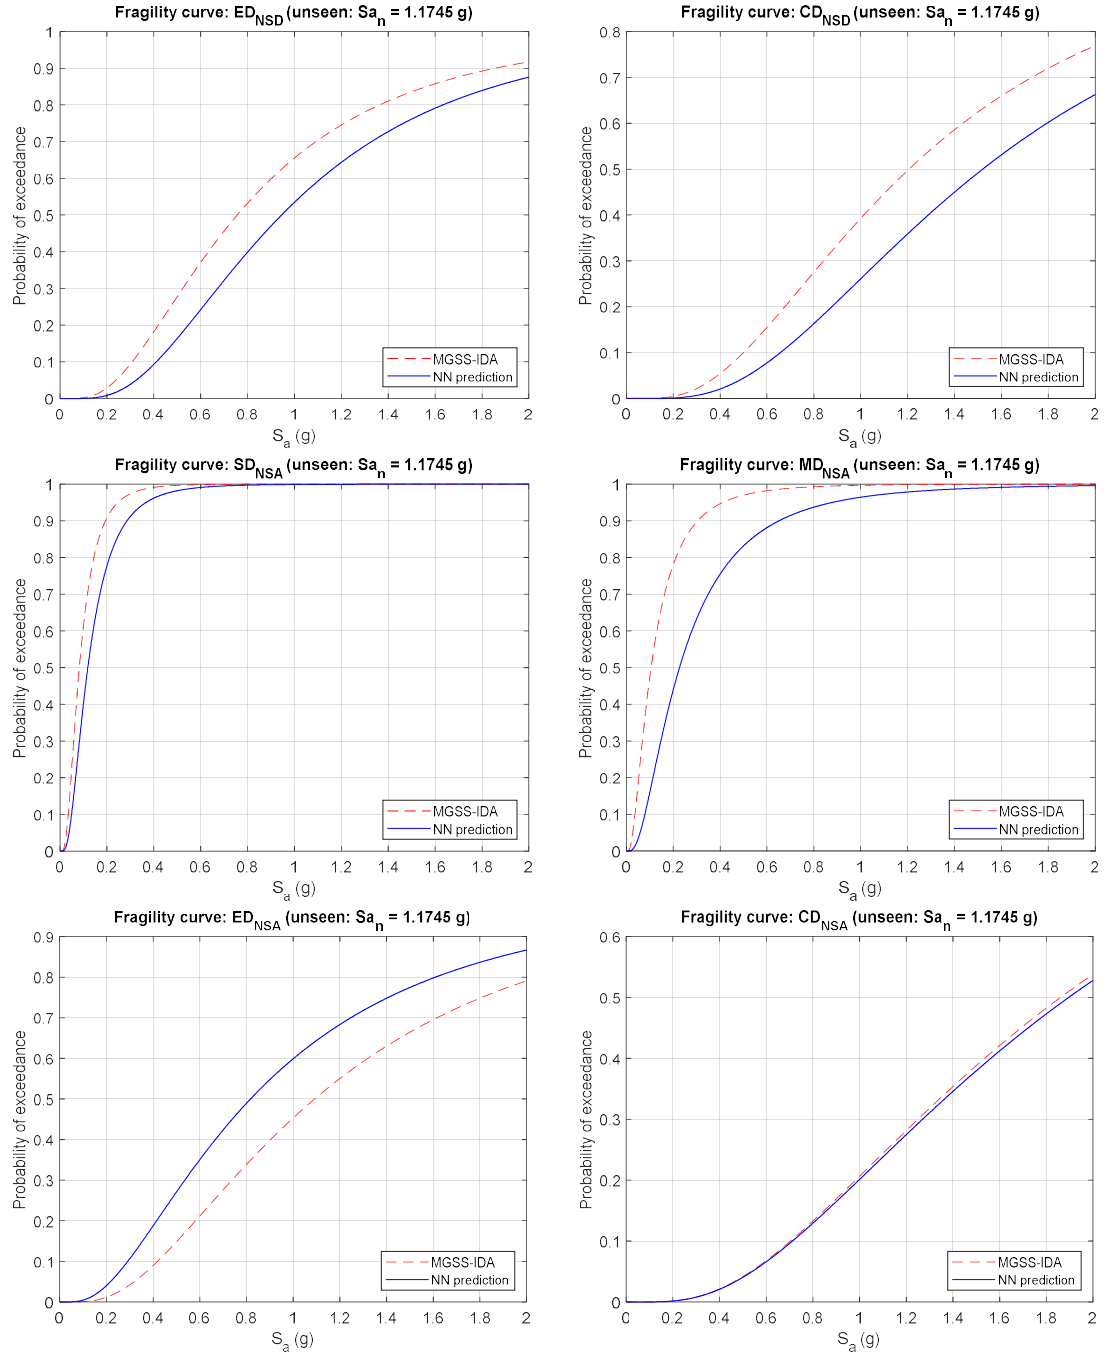 Fragility curve: ED_NSD (unseen: Sa_n = 1.1745 g)
Probability of exceedance
1
0.9
0.8
0.7
0.6
0.5
0.4
0.3
0.2
0.1
0
0 0.2 0.4 0.6 0.8 1 1.2 1.4 1.6 1.8 2
S_a (g)
MGSS-IDA
NN prediction
Fragility curve: CD_NSD (unseen: Sa_n = 1.1745 g)
Probability of exceedance
0.8
0.7
0.6
0.5
0.4
0.3
0.2
0.1
0
0 0.2 0.4 0.6 0.8 1 1.2 1.4 1.6 1.8 2
S_a (g)
MGSS-IDA
NN prediction
Fragility curve: SD_NSA (unseen: Sa_n = 1.1745 g)
Probability of exceedance
1
0.9
0.8
0.7
0.6
0.5
0.4
0.3
0.2
0.1
0
0 0.2 0.4 0.6 0.8 1 1.2 1.4 1.6 1.8 2
S_a (g)
MGSS-IDA
NN prediction
Fragility curve: MD_NSA (unseen: Sa_n = 1.1745 g)
Probability of exceedance
1
0.9
0.8
0.7
0.6
0.5
0.4
0.3
0.2
0.1
0
0 0.2 0.4 0.6 0.8 1 1.2 1.4 1.6 1.8 2
S_a (g)
MGSS-IDA
NN prediction
Fragility curve: ED_NSA (unseen: Sa_n = 1.1745 g)
Probability of exceedance
0.9
0.8
0.7
0.6
0.5
0.4
0.3
0.2
0.1
0
0 0.2 0.4 0.6 0.8 1 1.2 1.4 1.6 1.8 2
S_a (g)
MGSS-IDA
NN prediction
Fragility curve: CD_NSA (unseen: Sa_n = 1.1745 g)
Probability of exceedance
0.6
0.5
0.4
0.3
0.2
0.1
0
0 0.2 0.4 0.6 0.8 1 1.2 1.4 1.6 1.8 2
S_a (g)
MGSS-IDA
NN prediction